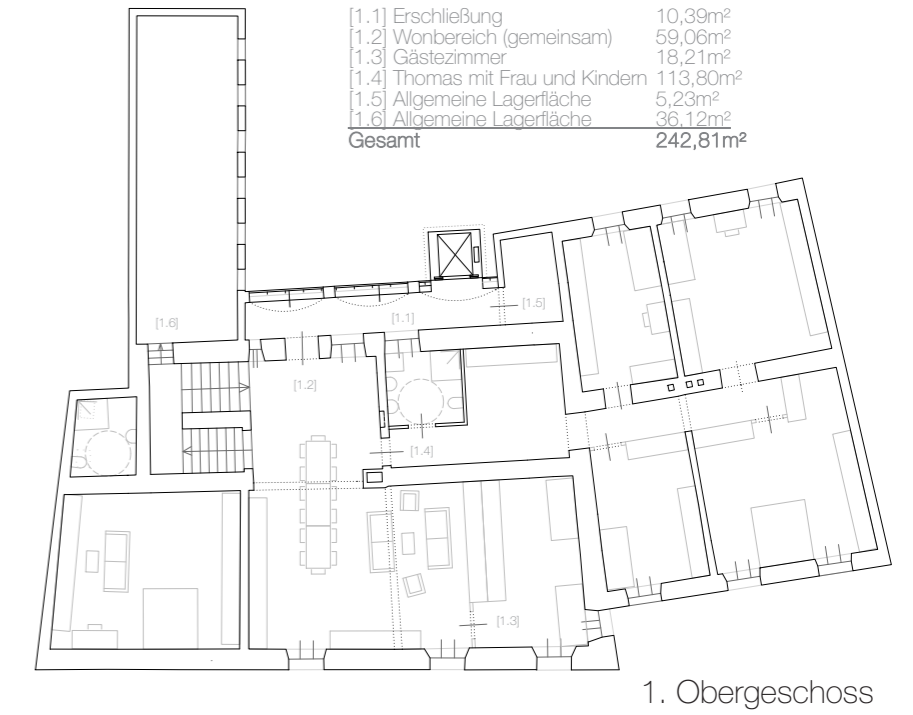 [1.1] Erschließung 10,39m²
[1.2] Wonbereich (gemeinsam) 59,06m²
[1.3] Gästezimmer 18,21m²
[1.4] Thomas mit Frau und Kindern 113,80m²
[1.5] Allgemeine Lagerfläche 5,23m²
[1.6] Allgemeine Lagerfläche 36,12m²
Gesamt 242,81m²
[1.5]
[1.1]
[1.6]
[1.2]
[1.4]
[1.3]
1. Obergeschoss